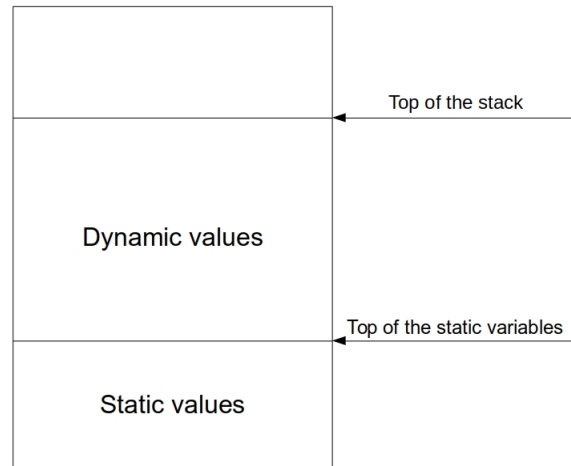 Top of the stack
Dynamic values
Top of the static variables
Static values